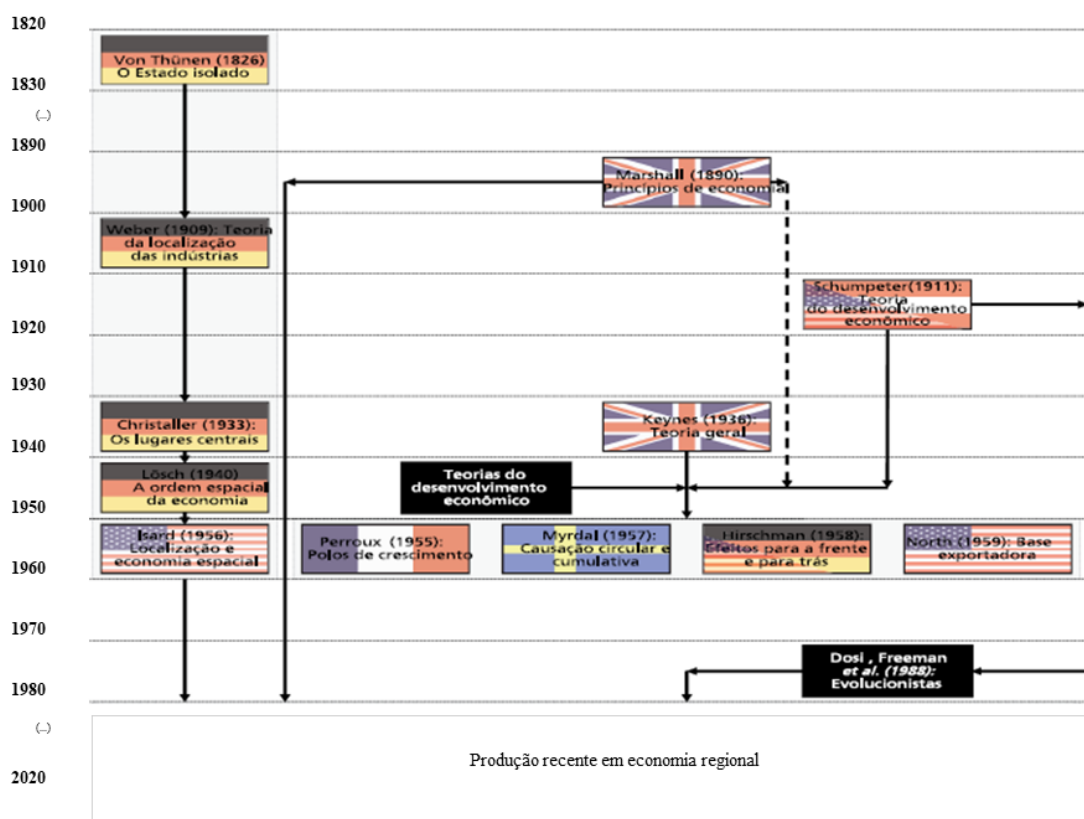 1820
Von Thünen (1826)
O Estado isolado
1830
(...)
1890
Marshall (1890):
Princípios de economia
1900
Weber (1909): Teoria
da localização
das indústrias
1910
Schumpeter(1911):
Teoria
do desenvolvimento
econômico
1920
1930
Christaller (1933):
Os lugares centrais
Keynes (1936):
Teoria geral
1940
Lösch (1940)
A ordem espacial
da economia
Teorias do
desenvolvimento
econômico
1950
Isard (1956):
Localização e
economia espacial
Perroux (1955):
Polos de crescimento
Myrdal (1957):
Causação circular e
cumulativa
Hirschman (1958):
Efeitos para a frente
e para trás
North (1959): Base
exportadora
1960
1970
Dosi , Freeman
et al. (1988):
Evolucionistas
1980
(...)
Produção recente em economia regional
2020